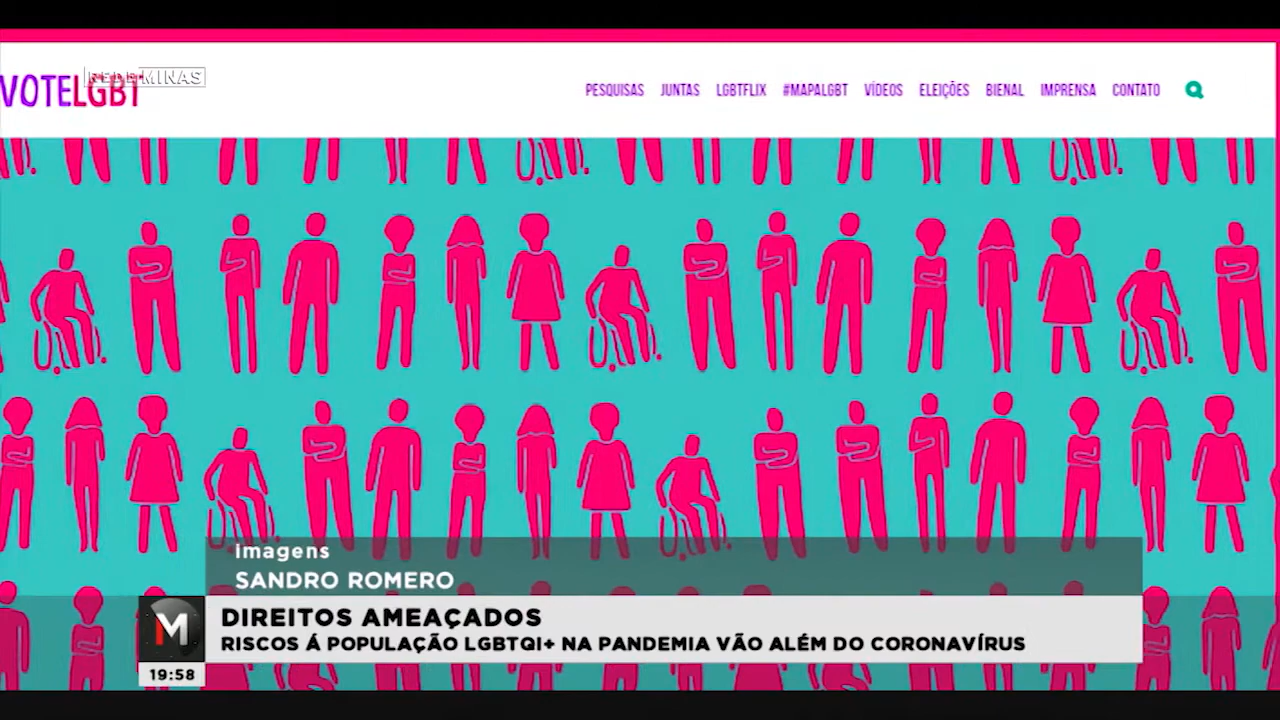 REDE MINAS
VOTELGBT
PESQUISAS JUNTAS LGBTFLIX #MAPALGBT VÍDEOS ELEIÇÕES BIENAL IMPRENSA CONTATO
Imagens
SANDRO ROMERO
M
DIREITOS AMEAÇADOS
RISCOS Á POPULAÇÃO LGBTQI+ NA PANDEMIA VÃO ALÉM DO CORONAVÍRUS
19:58